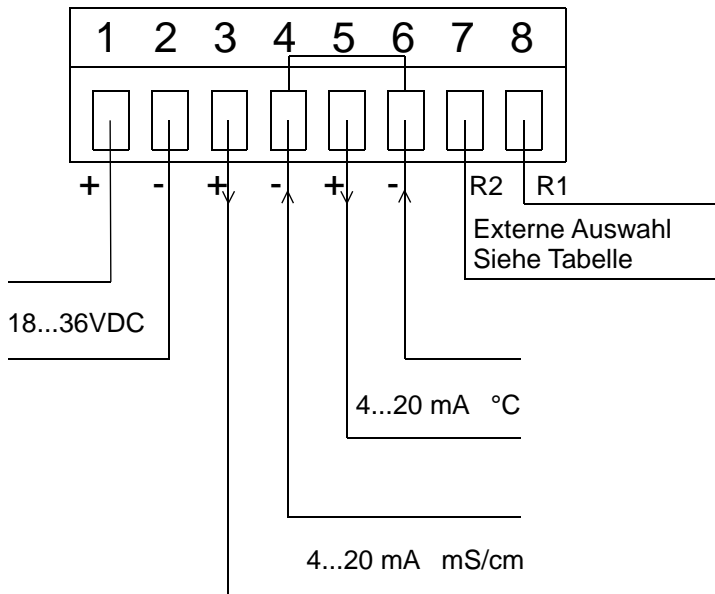 1 2 3 4 5 6 7 8
+ - + - + - R2 R1
Externe Auswahl
Siehe Tabelle
18...36VDC
4...20 mA °C
4...20 mA mS/cm